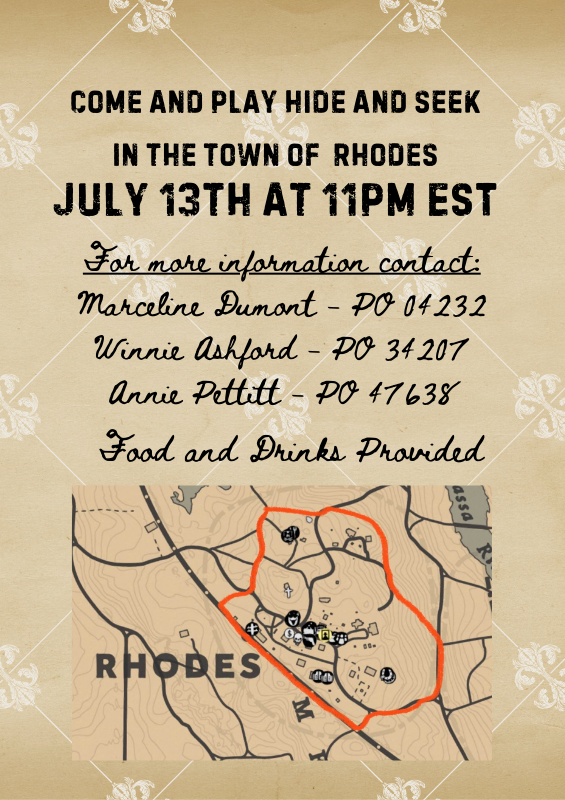 COME AND PLAY HIDE AND SEEK
IN THE TOWN OF RHODES
JULY 13TH AT 11PM EST
For more information contact:
Marceline Dumont - PO 04232
Winnie Ashford - PO 34207
Annie Pettitt - PO 47638
Food and Drinks Provided
RHODES